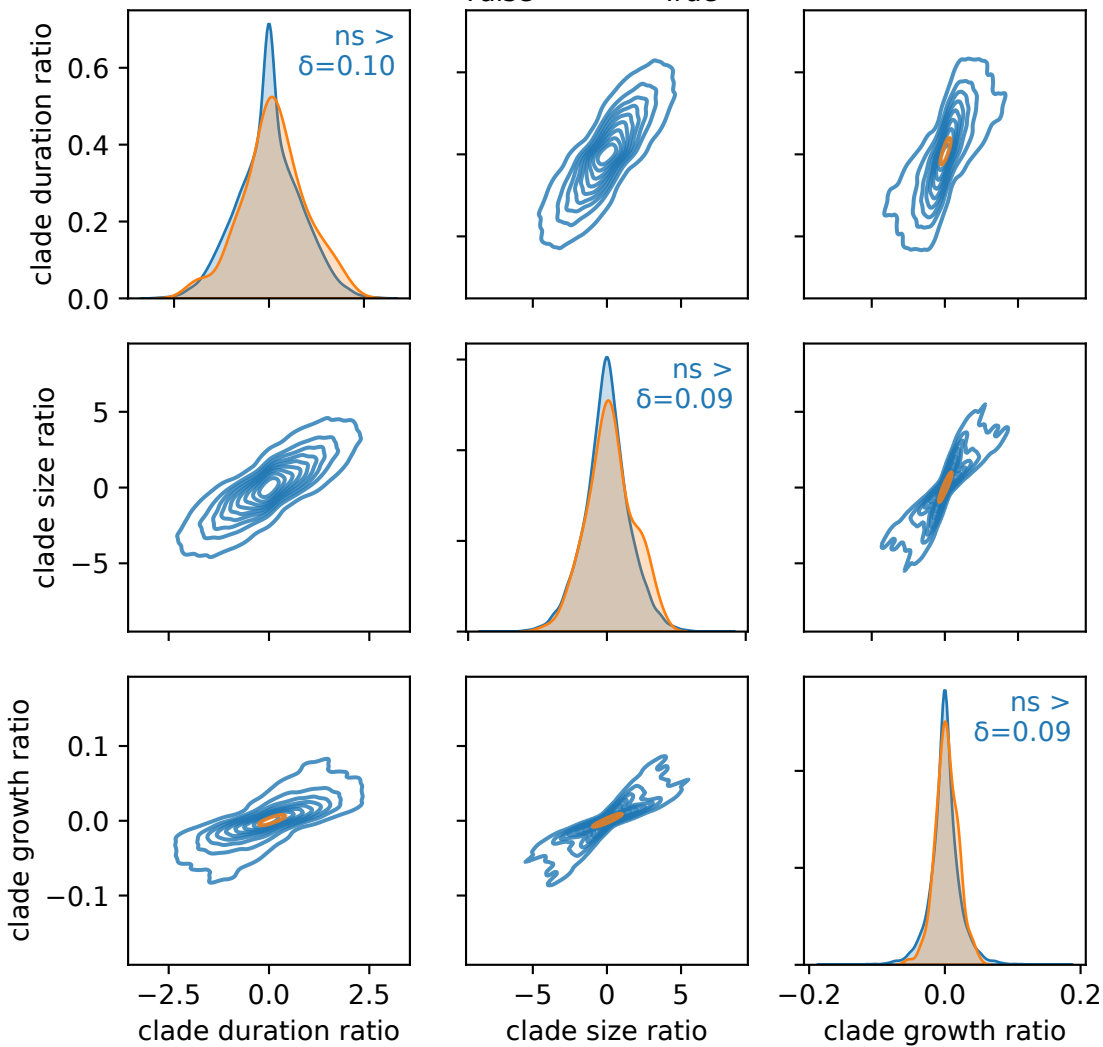 clade duration ratio
0.6
0.4
0.2
0.0
ns >
δ=0.10
clade size ratio
5
0
−5
ns >
δ=0.09
clade growth ratio
0.1
0.0
−0.1
ns >
δ=0.09
−2.5 0.0 2.5
−5 0 5
−0.2 0.0 0.2
clade duration ratio
clade size ratio
clade growth ratio